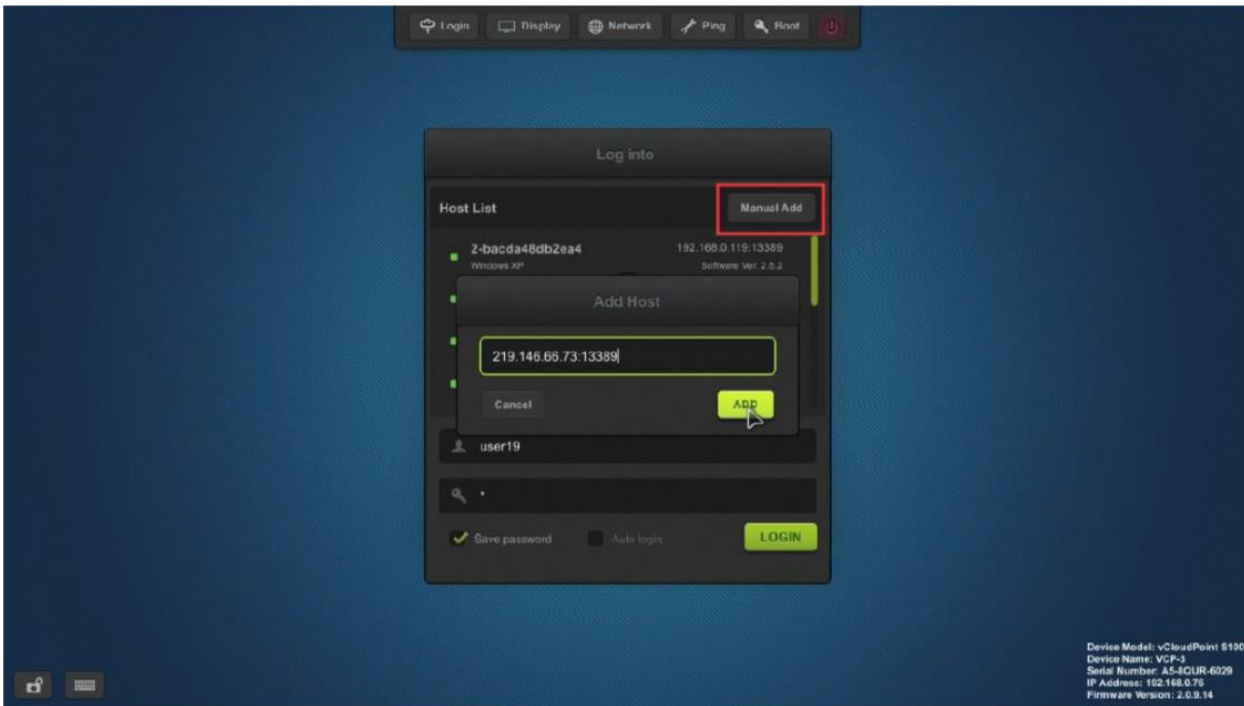 Login Display Network Ping Boot
Log into
Host List
Manual Add
2-bacda48db2ea4 192.168.0.119:13389
Windows XP Software Ver: 2.5.2
Add Host
219.146.66.73:13389
Cancel ADD
user19
*
Save password Auto login LOGIN
Device Model: vCloudPoint S100
Device Name: VCP-3
Serial Number: A5-8QUR-6029
IP Address: 192.168.0.76
Firmware Version: 2.0.9.14